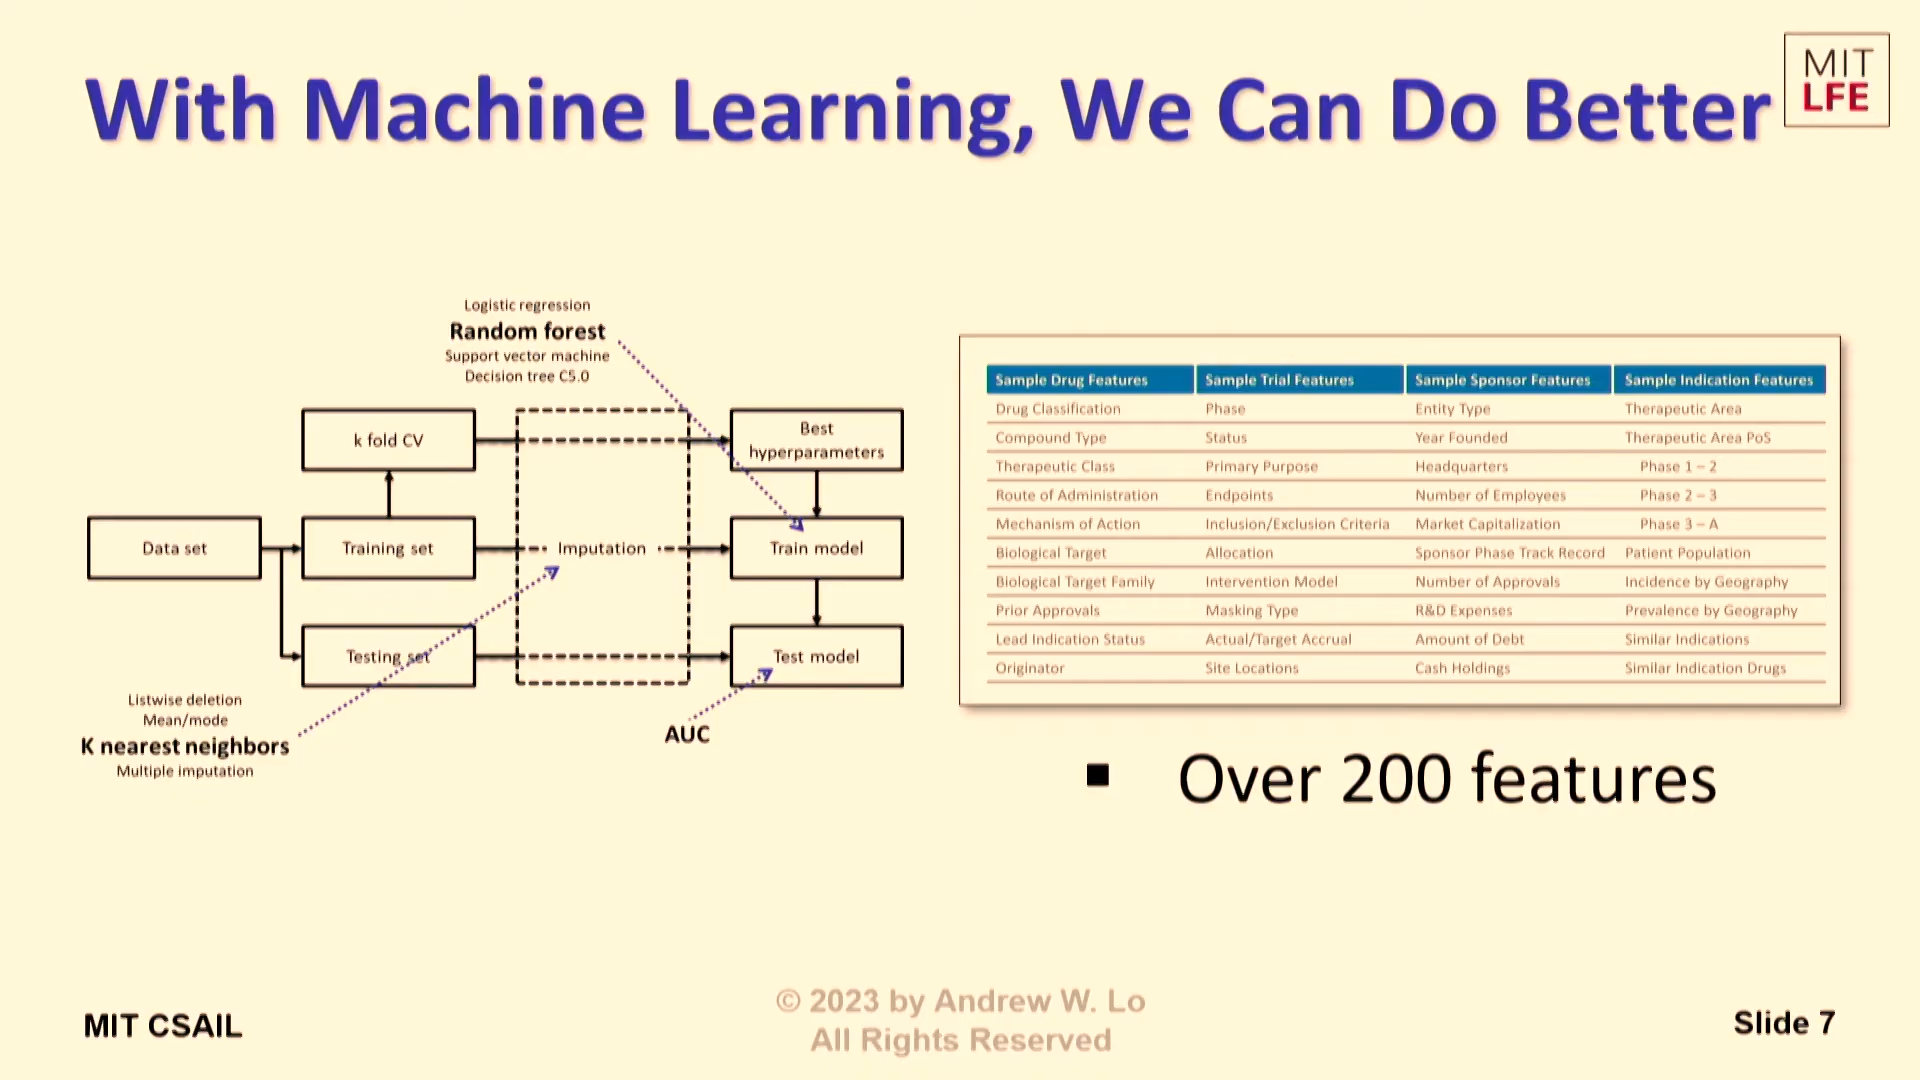 With Machine Learning, We Can Do Better
MIT
LFE
Logistic regression
Random forest
Support vector machine
Decision tree C5.0
k fold CV
Best
hyperparameters
Data set
Training set
Imputation
Train model
Testing set
Test model
Listwise deletion
Mean/mode
K nearest neighbors
Multiple imputation
AUC
Sample Drug Features Sample Trial Features Sample Sponsor Features Sample Indication Features
Drug Classification Phase Entity Type Therapeutic Area
Compound Type Status Year Founded Therapeutic Area PoS
Therapeutic Class Primary Purpose Headquarters Phase 1 – 2
Route of Administration Endpoints Number of Employees Phase 2 – 3
Mechanism of Action Inclusion/Exclusion Criteria Market Capitalization Phase 3 – A
Biological Target Allocation Sponsor Phase Track Record Patient Population
Biological Target Family Intervention Model Number of Approvals Incidence by Geography
Prior Approvals Masking Type R&D Expenses Prevalence by Geography
Lead Indication Status Actual/Target Accrual Amount of Debt Similar Indications
Originator Site Locations Cash Holdings Similar Indication Drugs
▪ Over 200 features
MIT CSAIL
© 2023 by Andrew W. Lo
All Rights Reserved
Slide 7